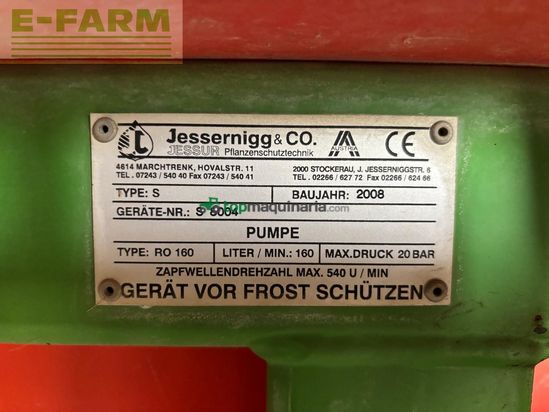 E-FARM
Jessernigg & CO.
JESSUR Pflanzenschutztechnik
AUSTRIA
CE
4614 MARCHTRENK, HOVALSTR. 11
TEL. 07243 / 540 40 Fax 07243 / 540 41
2000 STOCKERAU, J. JESSERNIGGSTR. 6
TEL. 02266 / 627 72 Fax 02266 / 624 66
TYPE: S
BAUJAHR: 2008
GERÄTE-NR.: S 5004
topmaquinaria.com
PUMPE
TYPE: RO 160
LITER / MIN.: 160
MAX.DRUCK 20 BAR
ZAPFWELLENDREHZAHL MAX. 540 U / MIN
GERÄT VOR FROST SCHÜTZEN